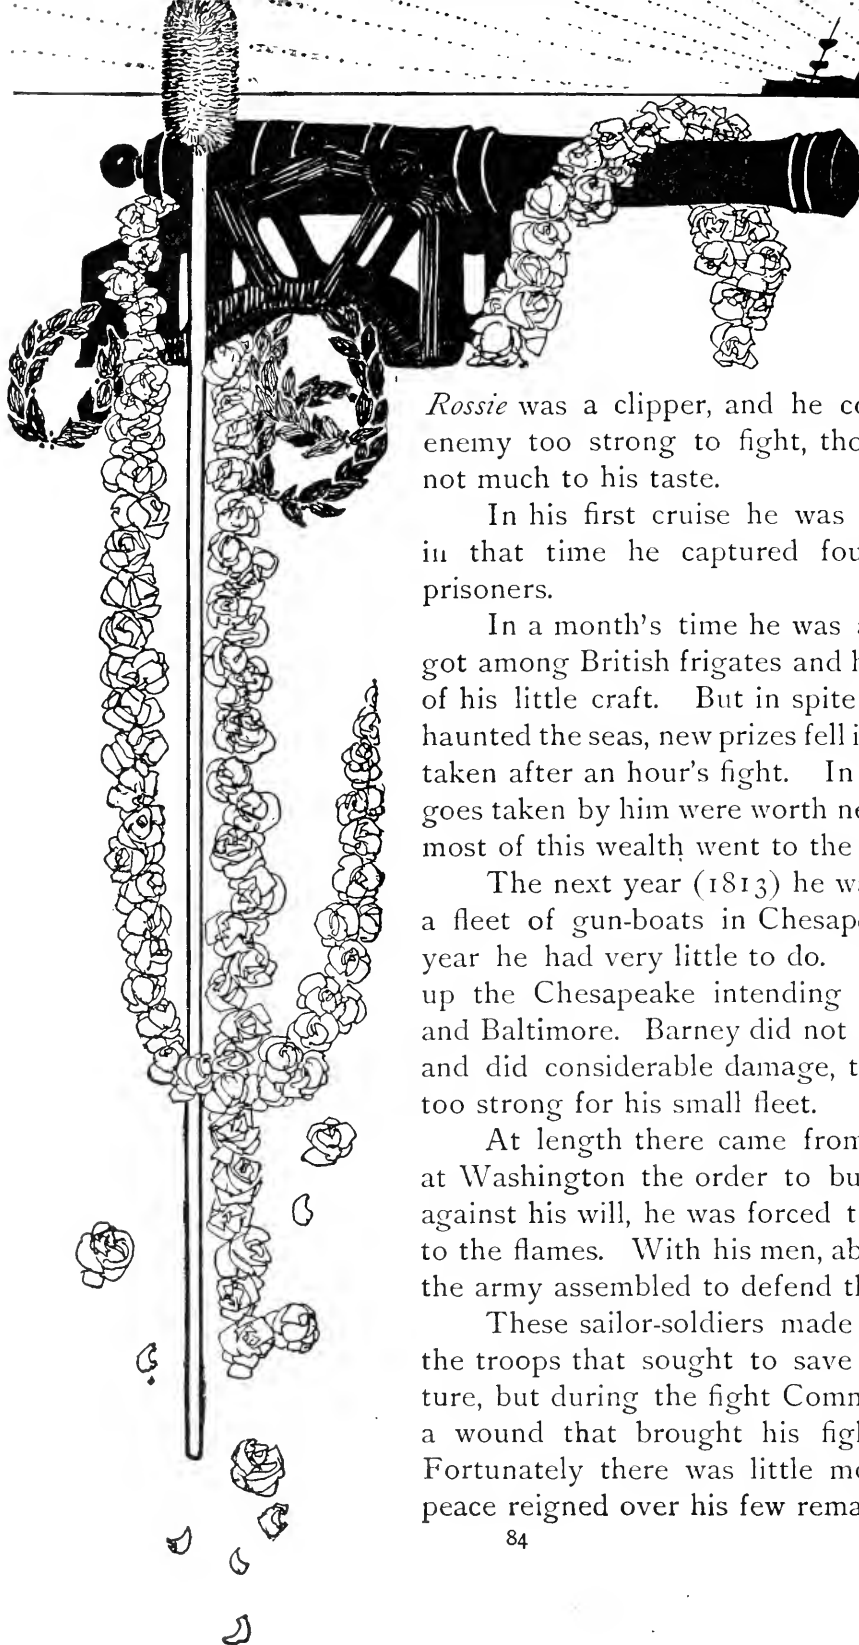 Rossie was a clipper, and he co
enemy too strong to fight, tho
not much to his taste.
In his first cruise he was
in that time he captured fou
prisoners.
In a month's time he was a
got among British frigates and h
of his little craft. But in spite
haunted the seas, new prizes fell i
taken after an hour's fight. In
goes taken by him were worth ne
most of this wealth went to the
The next year (1813) he wa
a fleet of gun-boats in Chesape
year he had very little to do.
up the Chesapeake intending
and Baltimore. Barney did not
and did considerable damage, t
too strong for his small fleet.
At length there came from
at Washington the order to bu
against his will, he was forced t
to the flames. With his men, ab
the army assembled to defend th
These sailor-soldiers made
the troops that sought to save
ture, but during the fight Comm
a wound that brought his figh
Fortunately there was little mo
peace reigned over his few rema
84